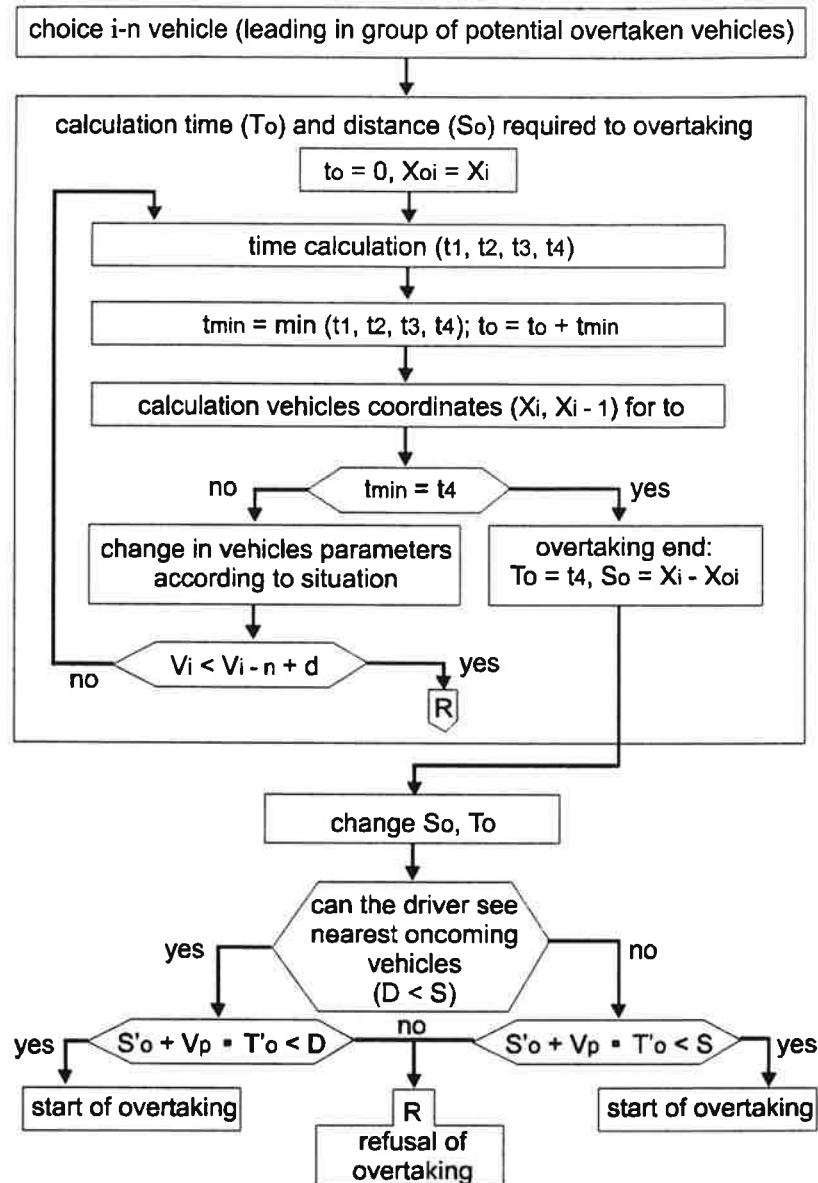 choice i-n vehicle (leading in group of potential overtaken vehicles)
calculation time (To) and distance (So) required to overtaking
to = 0, Xoi = Xi
time calculation (t1, t2, t3, t4)
tmin = min (t1, t2, t3, t4); to = to + tmin
calculation vehicles coordinates (Xi, Xi - 1) for to
no
tmin = t4
yes
change in vehicles parameters
according to situation
overtaking end:
To = t4, So = Xi - Xoi
no
Vi < Vi - n + d
yes
R
change So, To
can the driver see
nearest oncoming
vehicles
(D < S)
yes
no
yes
S'o + Vp ▪ T'o < D
no
S'o + Vp ▪ T'o < S
yes
start of overtaking
R
refusal of
overtaking
start of overtaking